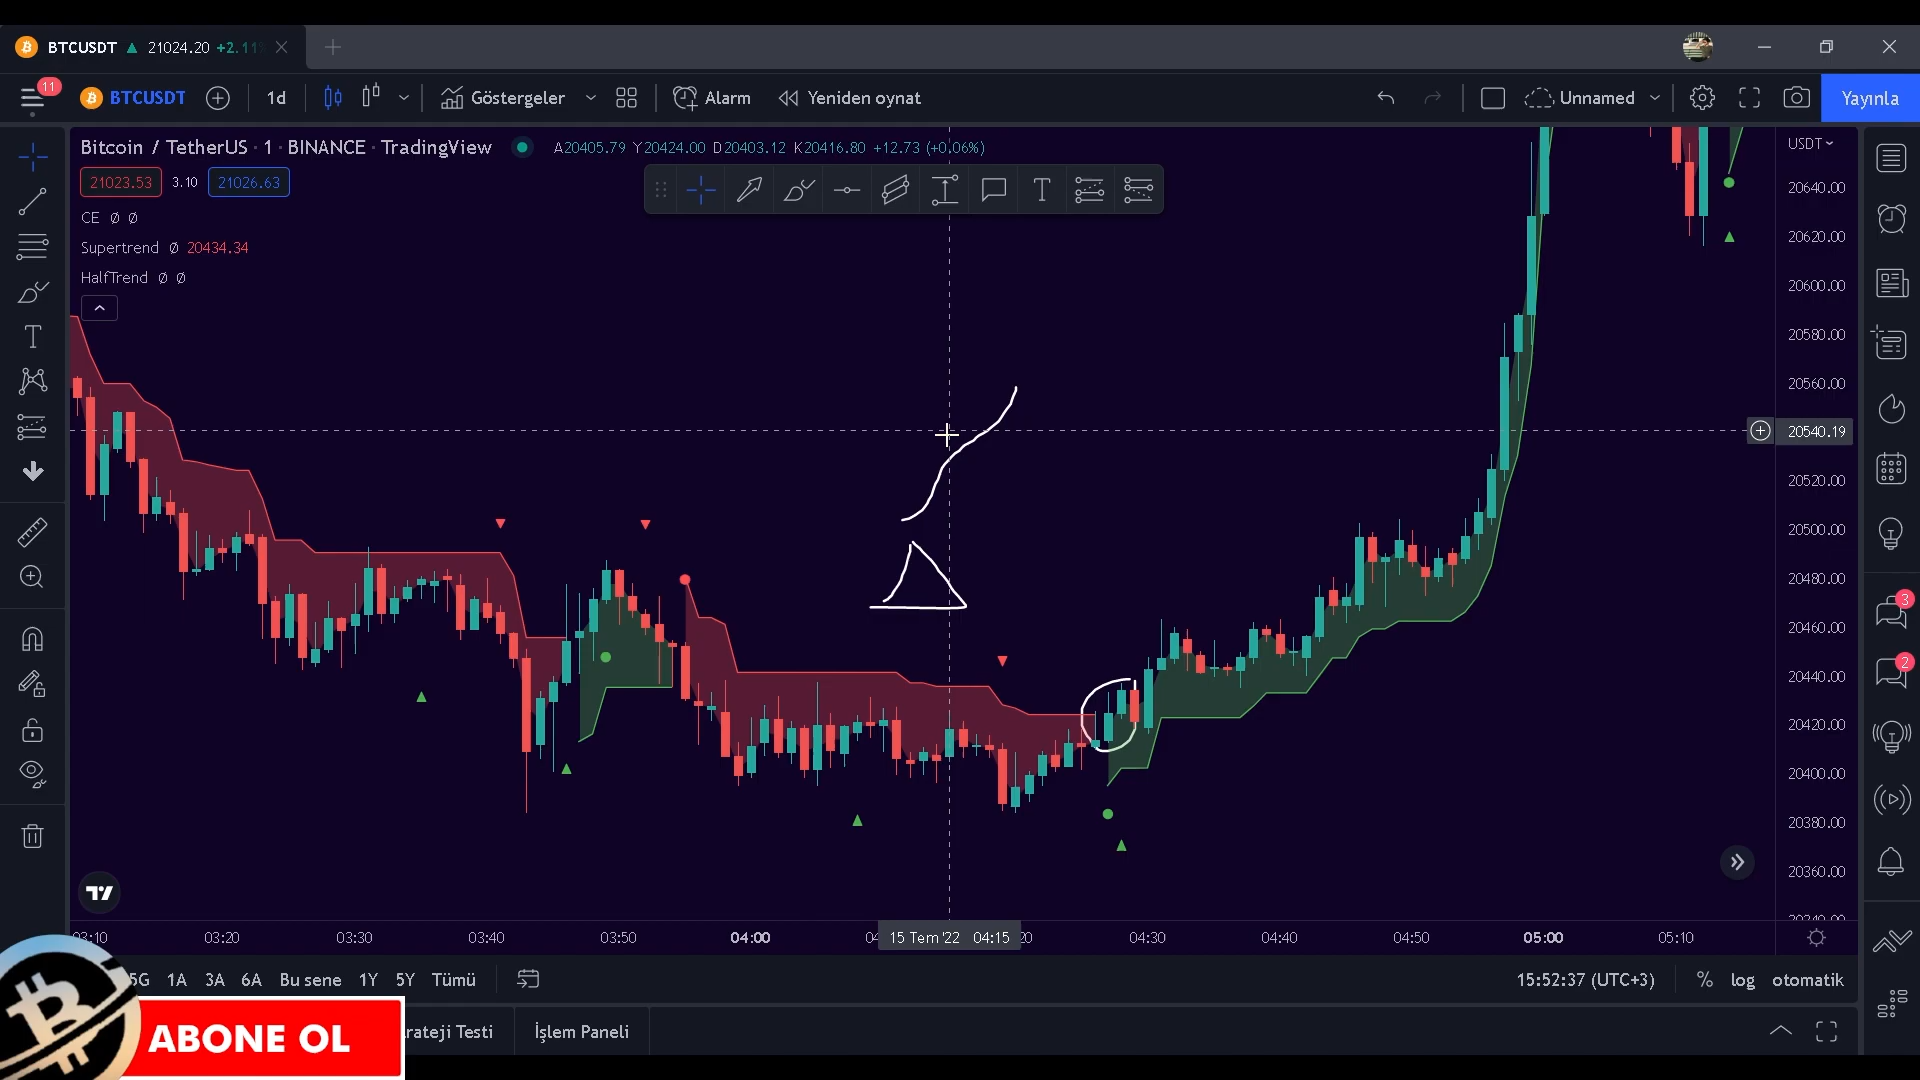 BTCUSDT ▲ 21024.20 +2.11
11
BTCUSDT 1d Göstergeler Alarm Yeniden oynat Unnamed Yayınla
Bitcoin / TetherUS · 1 · BINANCE · TradingView A20405.79 Y20424.00 D20403.12 K20416.80 +12.73 (+0.06%)
USDT
21023.53 3.10 21026.63
CE Ø Ø
Supertrend Ø 20434.34
HalfTrend Ø Ø
20640.00
20620.00
20600.00
20580.00
20560.00
20540.19
20520.00
20500.00
20480.00
20460.00
20440.00
20420.00
20400.00
20380.00
20360.00
3
2
03:10 03:20 03:30 03:40 03:50 04:00 15 Tem '22 04:15 20 04:30 04:40 04:50 05:00 05:10
5G 1A 3A 6A Bu sene 1Y 5Y Tümü 15:52:37 (UTC+3) % log otomatik
ABONE OL
rateji Testi İşlem Paneli